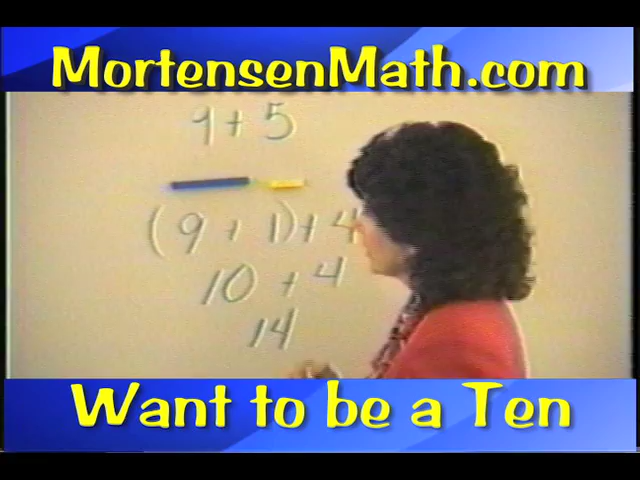 MortensenMath.com
9 + 5
(9 + 1) + 4
10 + 4
14
Want to be a Ten